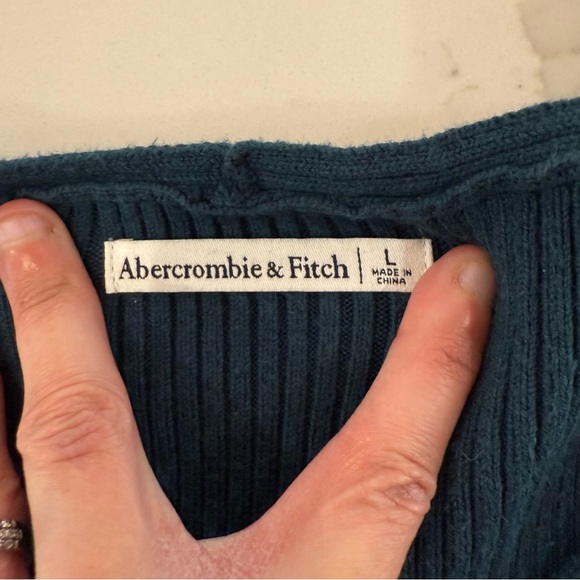 Abercrombie & Fitch | L
MADE IN
CHINA